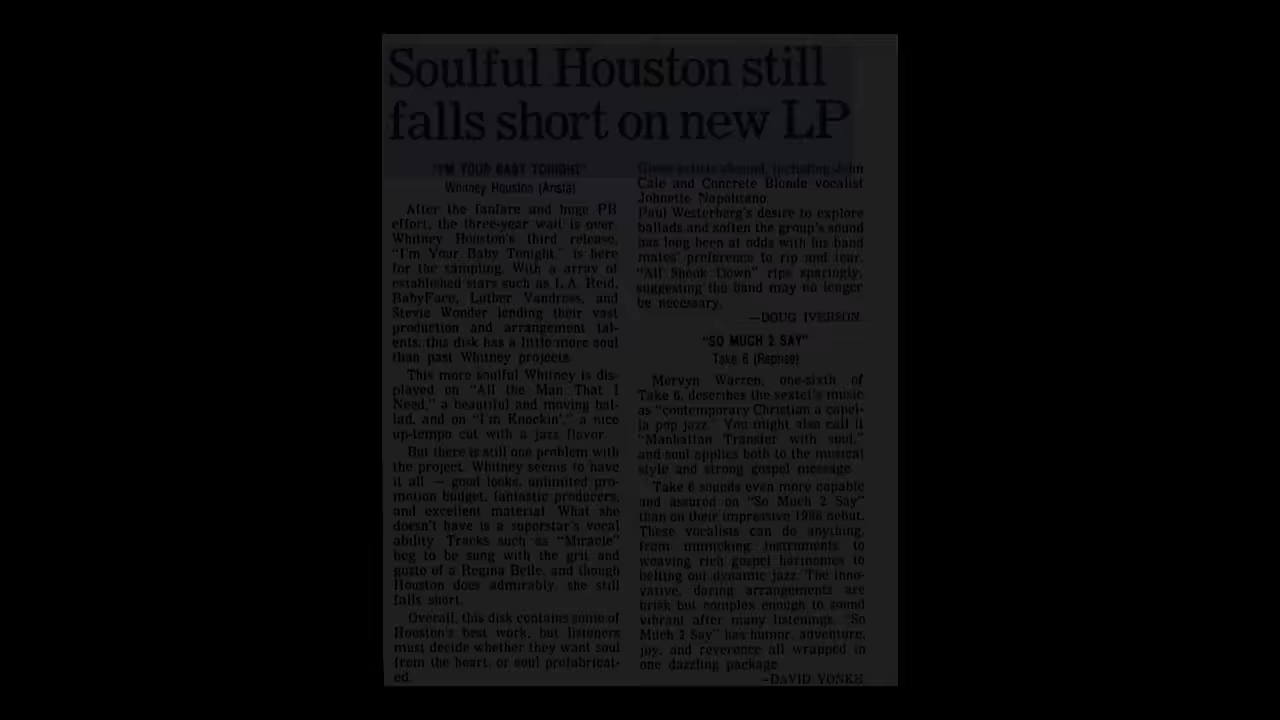 Soulful Houston still
falls short on new LP
"I'M YOUR BABY TONIGHT"
Whitney Houston (Arista)
After the fanfare and huge PR
effort, the three-year wait is over.
Whitney Houston's third release,
"I'm Your Baby Tonight," is here
for the sampling. With a array of
established stars such as L.A. Reid,
BabyFace, Luther Vandross, and
Stevie Wonder lending their vast
production and arrangement tal-
ents, this disk has a little more soul
than past Whitney projects.
This more soulful Whitney is dis-
played on "All the Man That I
Need," a beautiful and moving bal-
lad, and on "I'm Knockin'," a nice
up-tempo cut with a jazz flavor.
But there is still one problem with
the project. Whitney seems to have
it all — good looks, unlimited pro-
motion budget, fantastic producers,
and excellent material. What she
doesn't have is a superstar's vocal
ability. Tracks such as "Miracle"
beg to be sung with the grit and
gusto of a Regina Belle, and though
Houston does admirably, she still
falls short.
Overall, this disk contains some of
Houston's best work, but listeners
must decide whether they want soul
from the heart, or soul prefabricat-
ed.
Guest artists abound, including John
Cale and Concrete Blonde vocalist
Johnette Napolitano.
Paul Westerberg's desire to explore
ballads and soften the group's sound
has long been at odds with his band
mates' preference to rip and tear.
"All Shook Down" rips sparingly,
suggesting the band may no longer
be necessary.
—DOUG IVERSON
"SO MUCH 2 SAY"
Take 6 (Reprise)
Mervyn Warren, one-sixth of
Take 6, describes the sextet's music
as "contemporary Christian a capel-
la pop jazz." You might also call it
"Manhattan Transfer with soul,"
and soul applies both to the musical
style and strong gospel message.
Take 6 sounds even more capable
and assured on "So Much 2 Say"
than on their impressive 1988 debut.
These vocalists can do anything,
from mimicking instruments to
weaving rich gospel harmonies to
belting out dynamic jazz. The inno-
vative, daring arrangements are
brisk but complex enough to sound
vibrant after many listenings. "So
Much 2 Say" has humor, adventure,
joy, and reverence all wrapped in
one dazzling package.
—DAVID YONKE